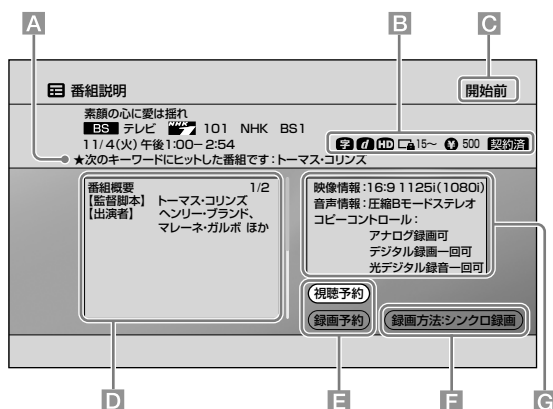 A
B
C
番組説明
開始前
素顔の心に愛は揺れ
BS テレビ NHK 101 NHK BS1
11/4(火)午後1:00−2:54
字 d HD 15〜 ¥ 500 契約済
★次のキーワードにヒットした番組です:トーマス・コリンズ
番組概要 1/2
【監督脚本】 トーマス・コリンズ
【出演者】 ヘンリー・ブランド、
マレーネ・ガルボ ほか
映像情報:16:9 1125i(1080i)
音声情報:圧縮Bモードステレオ
コピーコントロール:
アナログ録画可
デジタル録画一回可
光デジタル録音一回可
視聴予約
録画予約
録画方法:シンクロ録画
D
E
F
G